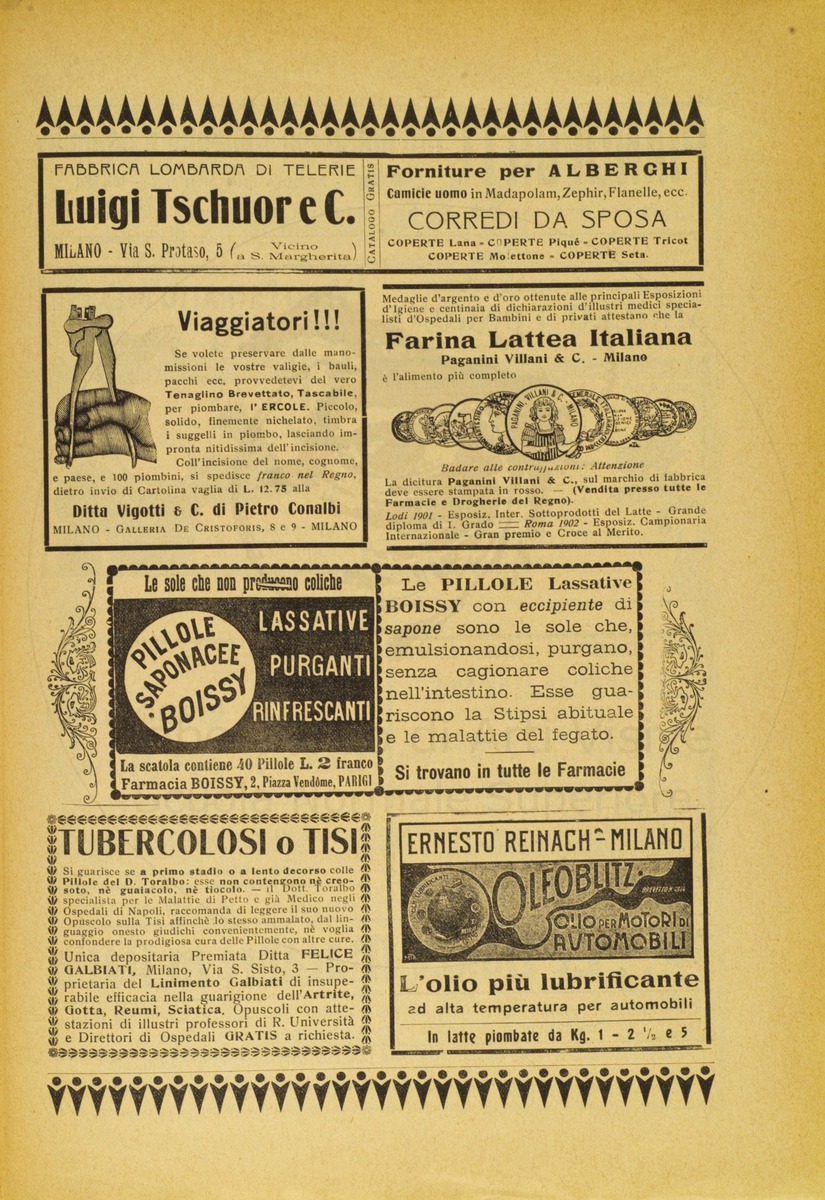 FABBRICA LOMBARDA DI TELERIE
Luigi Tschuor e C.
MILANO - Via S. Protaso, 5 (Vicino a S. Margherita)
CATALOGO GRATIS
Forniture per ALBERGHI
Camicie uomo in Madapolam, Zephir, Flanelle, ecc.
CORREDI DA SPOSA
COPERTE Lana - COPERTE Piquè - COPERTE Tricot
COPERTE Molettone - COPERTE Seta.
Viaggiatori!!!
Se volete preservare dalle mano-
missioni le vostre valigie, i bauli,
pacchi ecc. provvedetevi del vero
Tenaglino Brevettato, Tascabile,
per piombare, l'ERCOLE. Piccolo,
solido, finemente nichelato, timbra
i suggelli in piombo, lasciando im-
pronta nitidissima dell'incisione.
Coll'incisione del nome, cognome,
e paese, e 100 piombini, si spedisce franco nel Regno,
dietro invio di Cartolina vaglia di L. 12.75 alla
Ditta Vigotti & C. di Pietro Conalbi
MILANO - GALLERIA DE CRISTOFORIS, 8 e 9 - MILANO
Medaglie d'argento e d'oro ottenute alle principali Esposizioni
d'Igiene e centinaia di dichiarazioni d'illustri medici specia-
listi d'Ospedali per Bambini e di privati attestano che la
Farina Lattea Italiana
Paganini Villani & C. - Milano
è l'alimento più completo
PAGANINI VILLANI & C. - MILANO
Badare alle contraffazioni: Attenzione
La dicitura Paganini Villani & C., sul marchio di fabbrica
deve essere stampata in rosso. — (Vendita presso tutte le
Farmacie e Drogherie del Regno).
Lodi 1901 - Esposiz. Inter. Sottoprodotti del Latte - Grande
diploma di I. Grado — Roma 1902 - Esposiz. Campionaria
Internazionale - Gran premio e Croce al Merito.
Le sole che non producano coliche
PILLOLE
SAPONACEE
BOISSY
LASSATIVE
PURGANTI
RINFRESCANTI
La scatola contiene 40 Pillole L. 2 franco
Farmacia BOISSY, 2, Piazza Vendôme, PARIGI
Le PILLOLE Lassative
BOISSY con eccipiente di
sapone sono le sole che,
emulsionandosi, purgano,
senza cagionare coliche
nell'intestino. Esse gua-
riscono la Stipsi abituale
e le malattie del fegato.
Si trovano in tutte le Farmacie
TUBERCOLOSI o TISI
Si guarisce se a primo stadio o a lento decorso colle
Pillole del D. Toralbo: esse non contengono nè creo-
soto, nè guaiacolo, nè tiocolo. — il Dott. Toralbo
specialista per le Malattie di Petto e già Medico negli
Ospedali di Napoli, raccomanda di leggere il suo nuovo
Opuscolo sulla Tisi affinchè lo stesso ammalato, dal lin-
guaggio onesto giudichi convenientemente, nè voglia
confondere la prodigiosa cura delle Pillole con altre cure.
Unica depositaria Premiata Ditta FELICE
GALBIATI, Milano, Via S. Sisto, 3 — Pro-
prietaria del Linimento Galbiati di insupe-
rabile efficacia nella guarigione dell'Artrite,
Gotta, Reumi, Sciatica. Opuscoli con atte-
stazioni di illustri professori di R. Università
e Direttori di Ospedali GRATIS a richiesta.
ERNESTO REINACH - MILANO
OLEOBLITZ
OLIO PER MOTORI DI
AUTOMOBILI
L'olio più lubrificante
ad alta temperatura per automobili
In latte piombate da Kg. 1 - 2 1/2 e 5